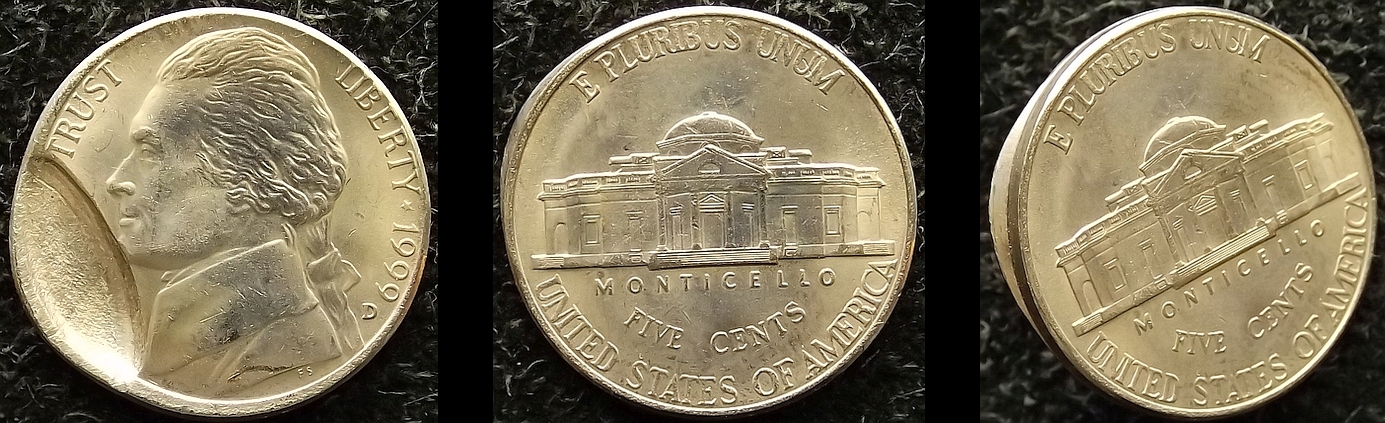 TRUST
LIBERTY * 1999
D
FS
E PLURIBUS UNUM
MONTICELLO
FIVE CENTS
UNITED STATES OF AMERICA
E PLURIBUS UNUM
MONTICELLO
FIVE CENTS
UNITED STATES OF AMERICA